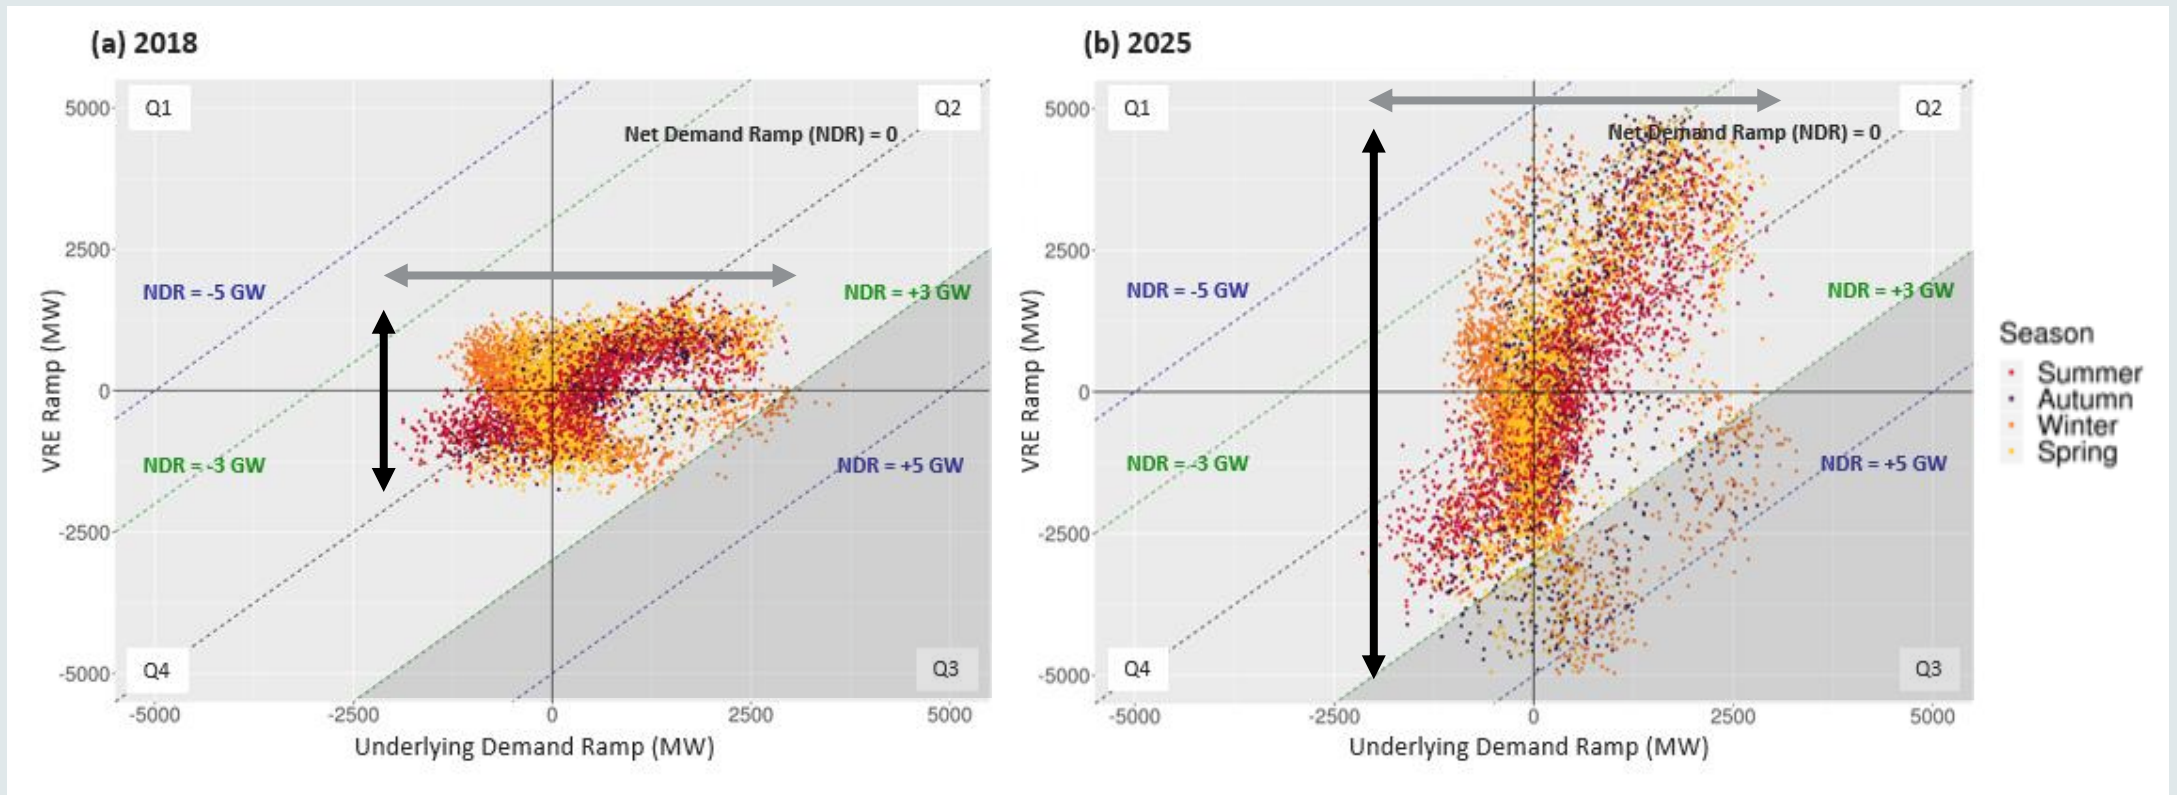 (a) 2018
Q1
Q2
Net Demand Ramp (NDR) = 0
NDR = -5 GW
NDR = +3 GW
NDR = -3 GW
NDR = +5 GW
Q4
Q3
VRE Ramp (MW)
5000
2500
0
-2500
-5000
-5000
-2500
0
2500
5000
Underlying Demand Ramp (MW)
(b) 2025
Q1
Q2
Net Demand Ramp (NDR) = 0
NDR = -5 GW
NDR = +3 GW
NDR = -3 GW
NDR = +5 GW
Q4
Q3
VRE Ramp (MW)
5000
2500
0
-2500
-5000
-5000
-2500
0
2500
5000
Underlying Demand Ramp (MW)
Season
Summer
Autumn
Winter
Spring